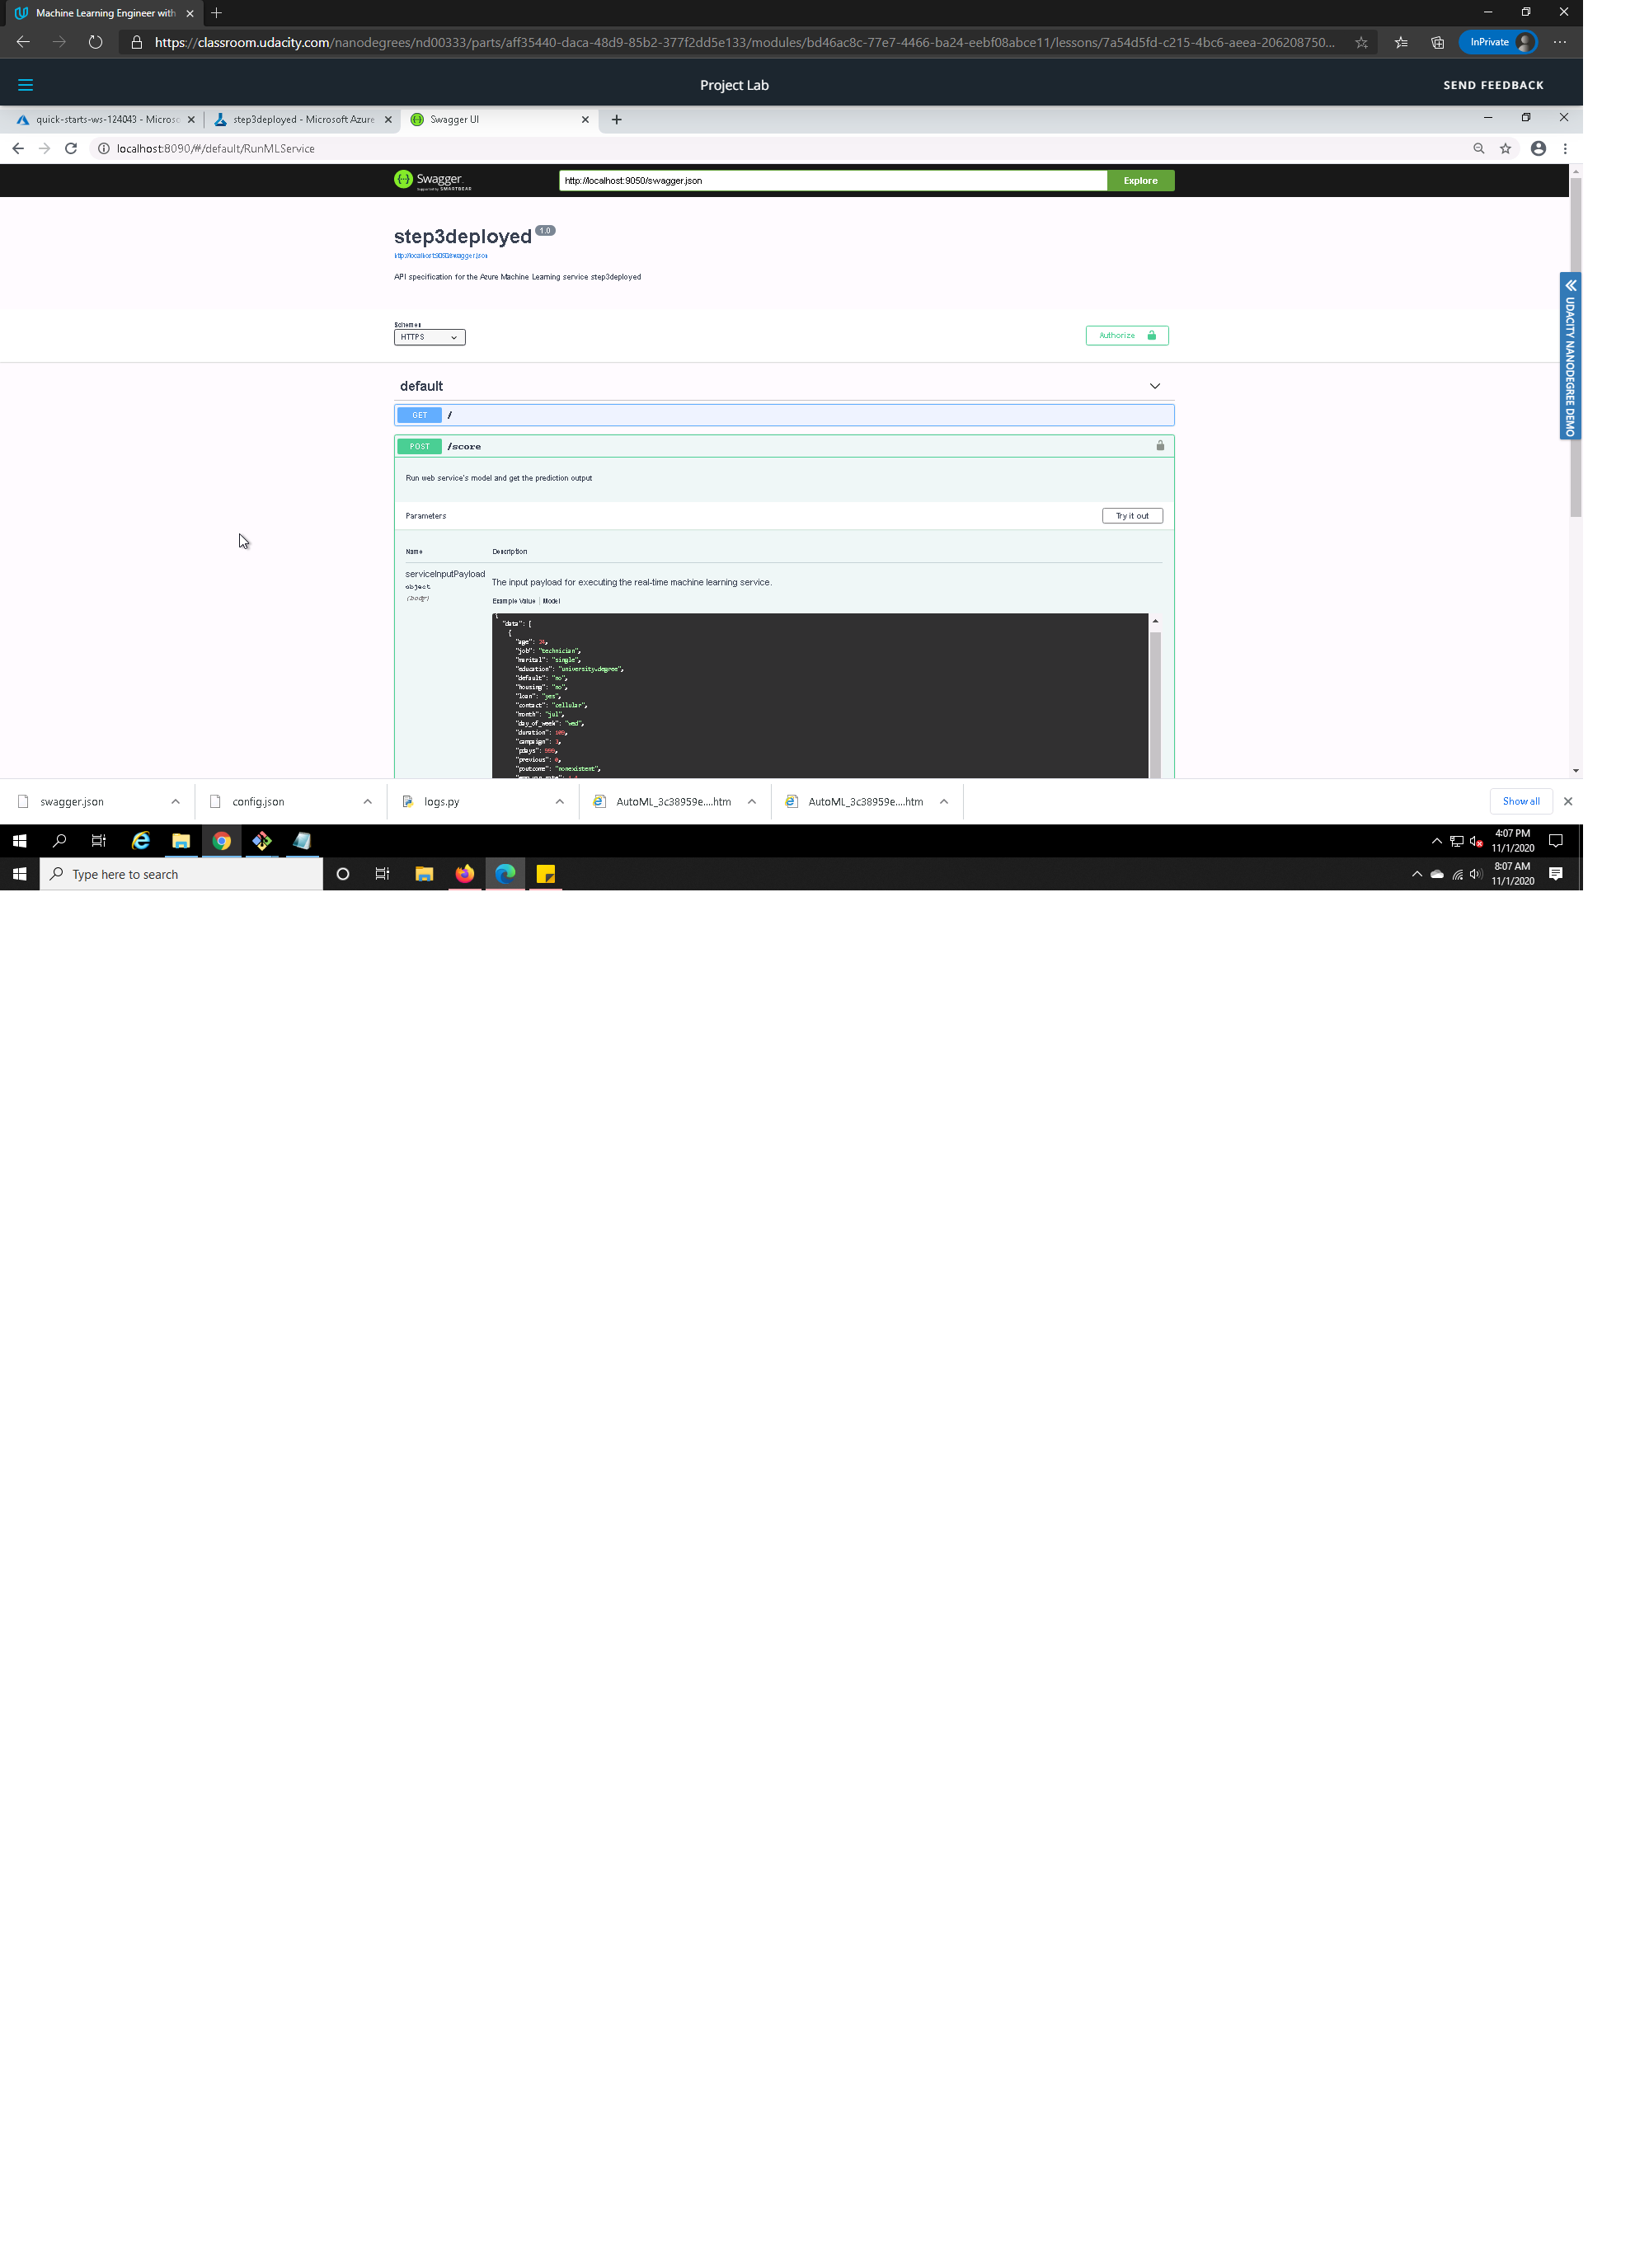 Machine Learning Engineer with
https://classroom.udacity.com/nanodegrees/nd00333/parts/aff35440-daca-48d9-85b2-377f2dd5e133/modules/bd46ac8c-77e7-4466-ba24-eebf08abce11/lessons/7a54d5fd-c215-4bc6-aeea-206208750...
InPrivate
Project Lab
SEND FEEDBACK
quick-starts-ws-124043 - Microso
step3deployed - Microsoft Azure
Swagger UI
localhost:8090/#/default/RunMLService
Swagger
Supported by SMARTBEAR
http://localhost:9050/swagger.json
Explore
step3deployed 1.0
http://localhost:9050/swagger.json
API specification for the Azure Machine Learning service step3deployed
Schemes
HTTPS
Authorize
UDACITY NANODEGREE DEMO
default
GET /
POST /score
Run web service's model and get the prediction output
Parameters
Try it out
Name Description
serviceInputPayload
object
(body)
The input payload for executing the real-time machine learning service.
Example Value | Model
{
"data": [
{
"age":
"job": "technician",
"marital": "single",
"education": "university.degree",
"default": "no",
"housing": "no",
"loan": "yes",
"contact": "cellular",
"month": "jul",
"day_of_week": "wed",
"duration":
"campaign":
"pdays": 999,
"previous": 0,
"poutcome": "nonexistent",
swagger.json
config.json
logs.py
AutoML_3c38959e....htm
AutoML_3c38959e....htm
Show all
4:07 PM
11/1/2020
Type here to search
8:07 AM
11/1/2020